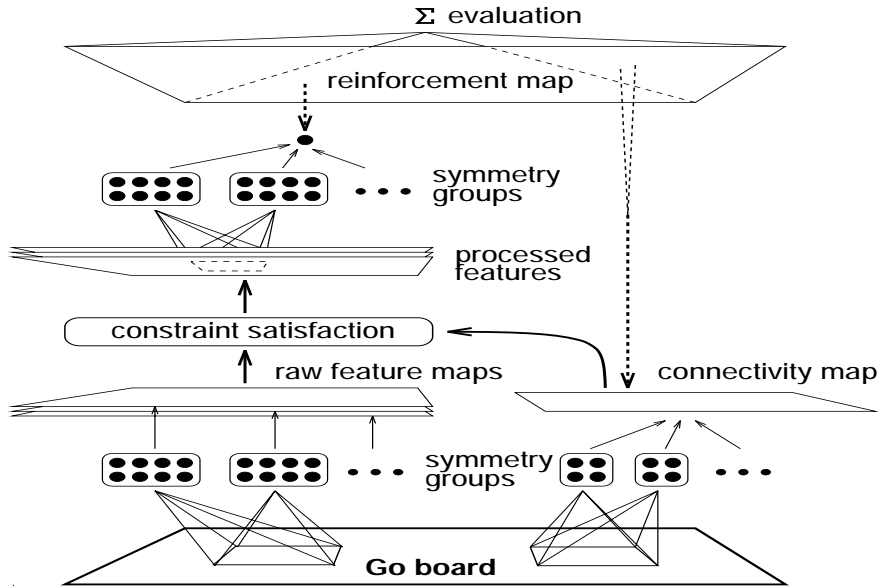 Σ evaluation
reinforcement map
symmetry
groups
processed
features
constraint satisfaction
raw feature maps
connectivity map
symmetry
groups
Go board